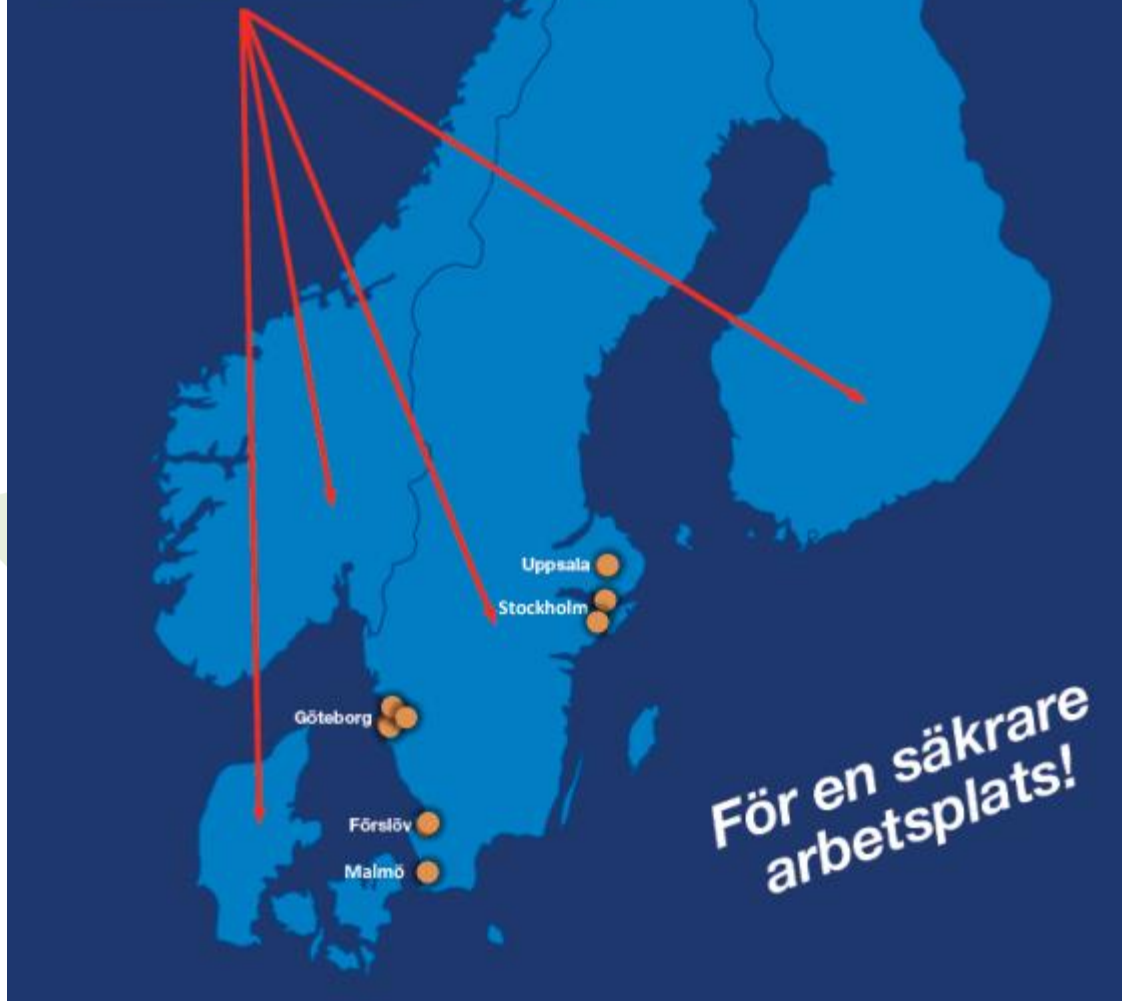 Uppsala
Stockholm
Göteborg
Förslöv
Malmö
För en säkrare
arbetsplats!